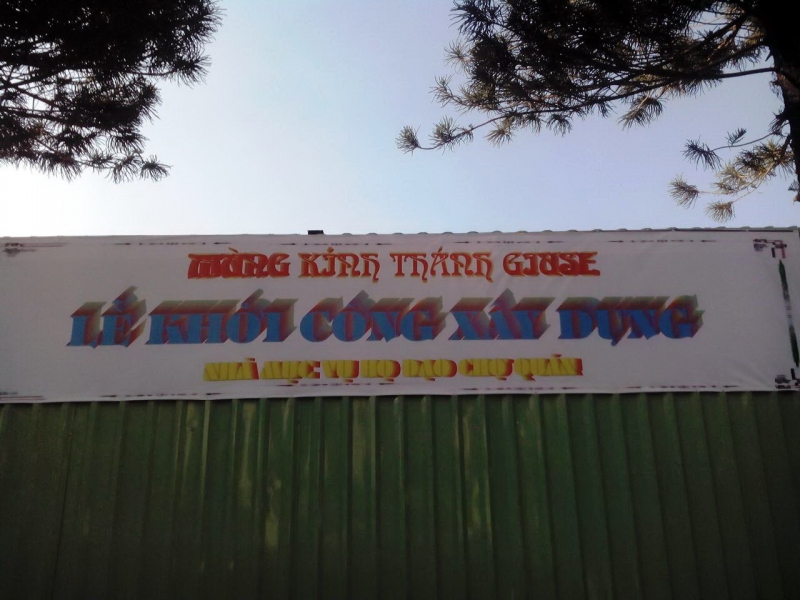 MỪNG KÍNH THÁNH GIUSE
LỄ KHỞI CÔNG XÂY DỰNG
NHÀ MỤC VỤ HỌ ĐẠO CHỢ QUÁN